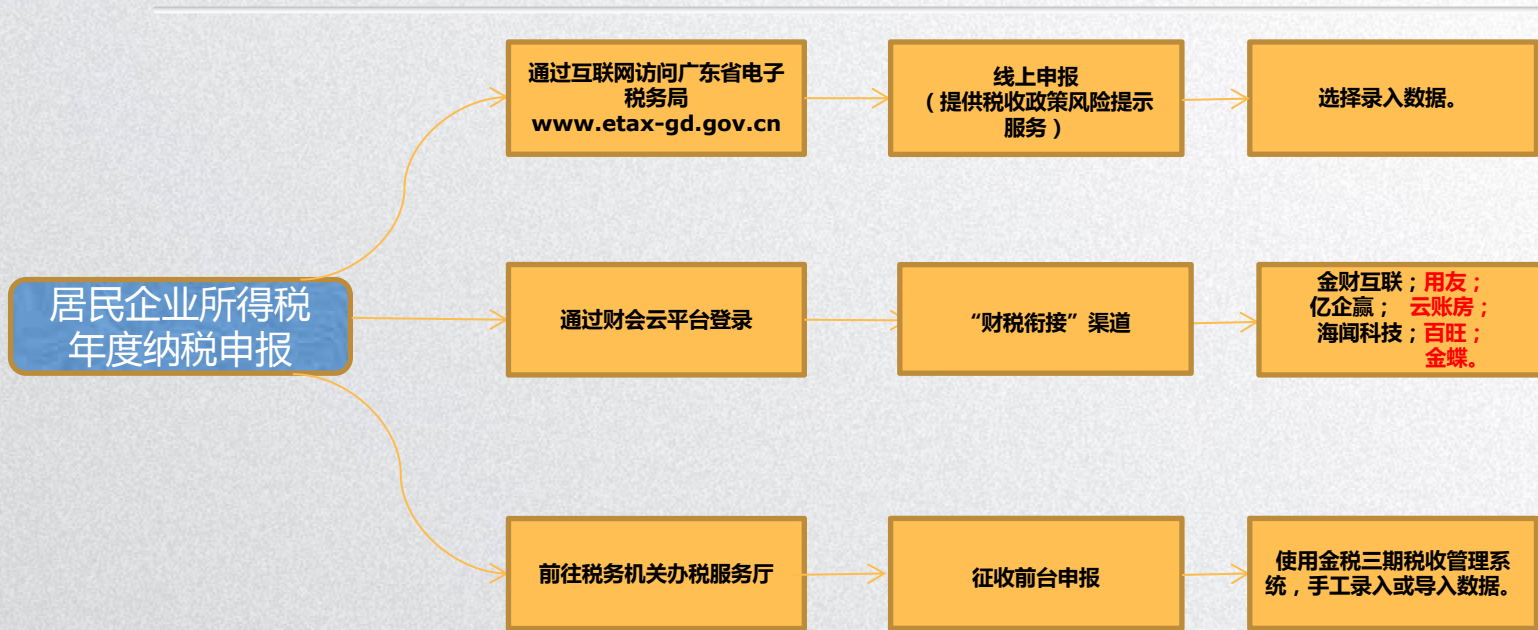 居民企业所得税
年度纳税申报
通过互联网访问广东省电子
税务局
www.etax-gd.gov.cn
线上申报
（提供税收政策风险提示
服务）
选择录入数据。
通过财会云平台登录
“财税衔接”渠道
金财互联；用友；
亿企赢； 云账房；
海闻科技；百旺；
金蝶。
前往税务机关办税服务厅
征收前台申报
使用金税三期税收管理系
统，手工录入或导入数据。